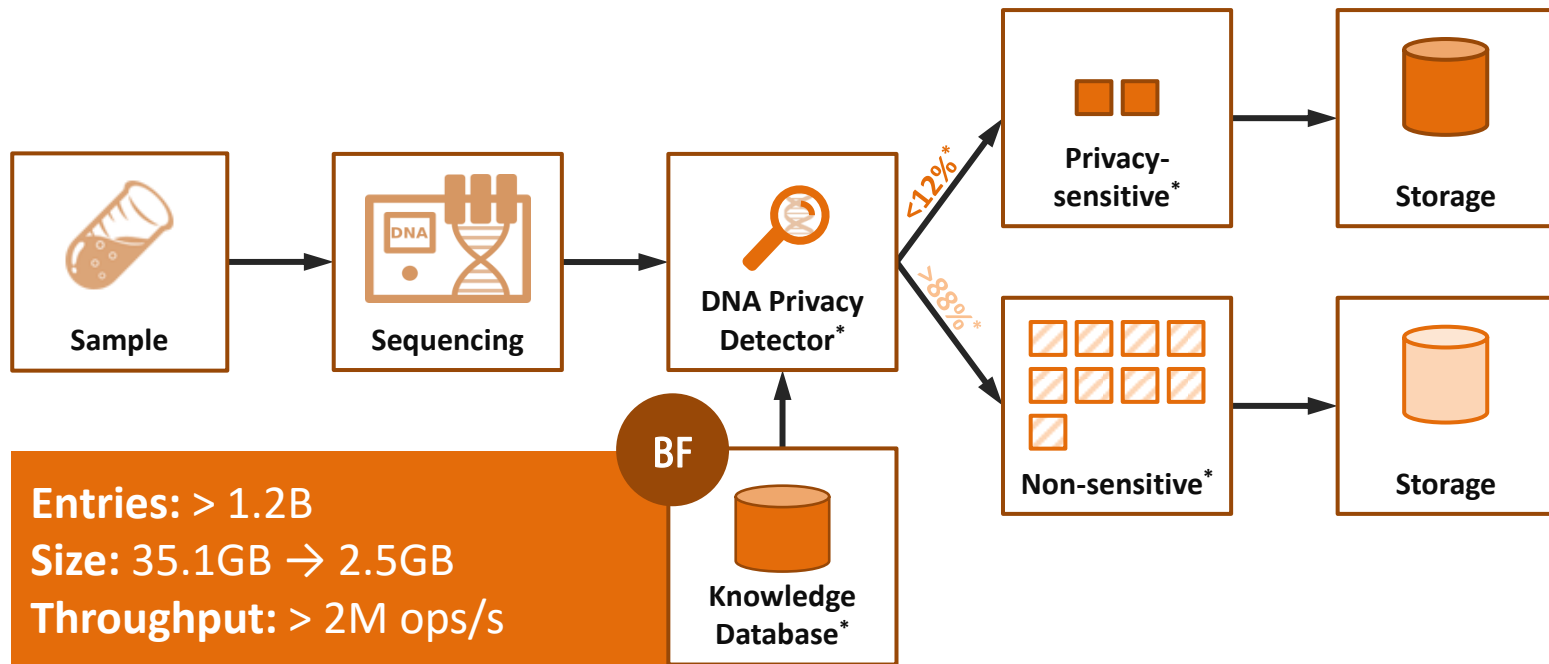 Sample
DNA
Sequencing
DNA Privacy
Detector*
<12%*
>88%*
Privacy-
sensitive*
Storage
Non-sensitive*
Storage
BF
Knowledge
Database*
Entries: > 1.2B
Size: 35.1GB → 2.5GB
Throughput: > 2M ops/s